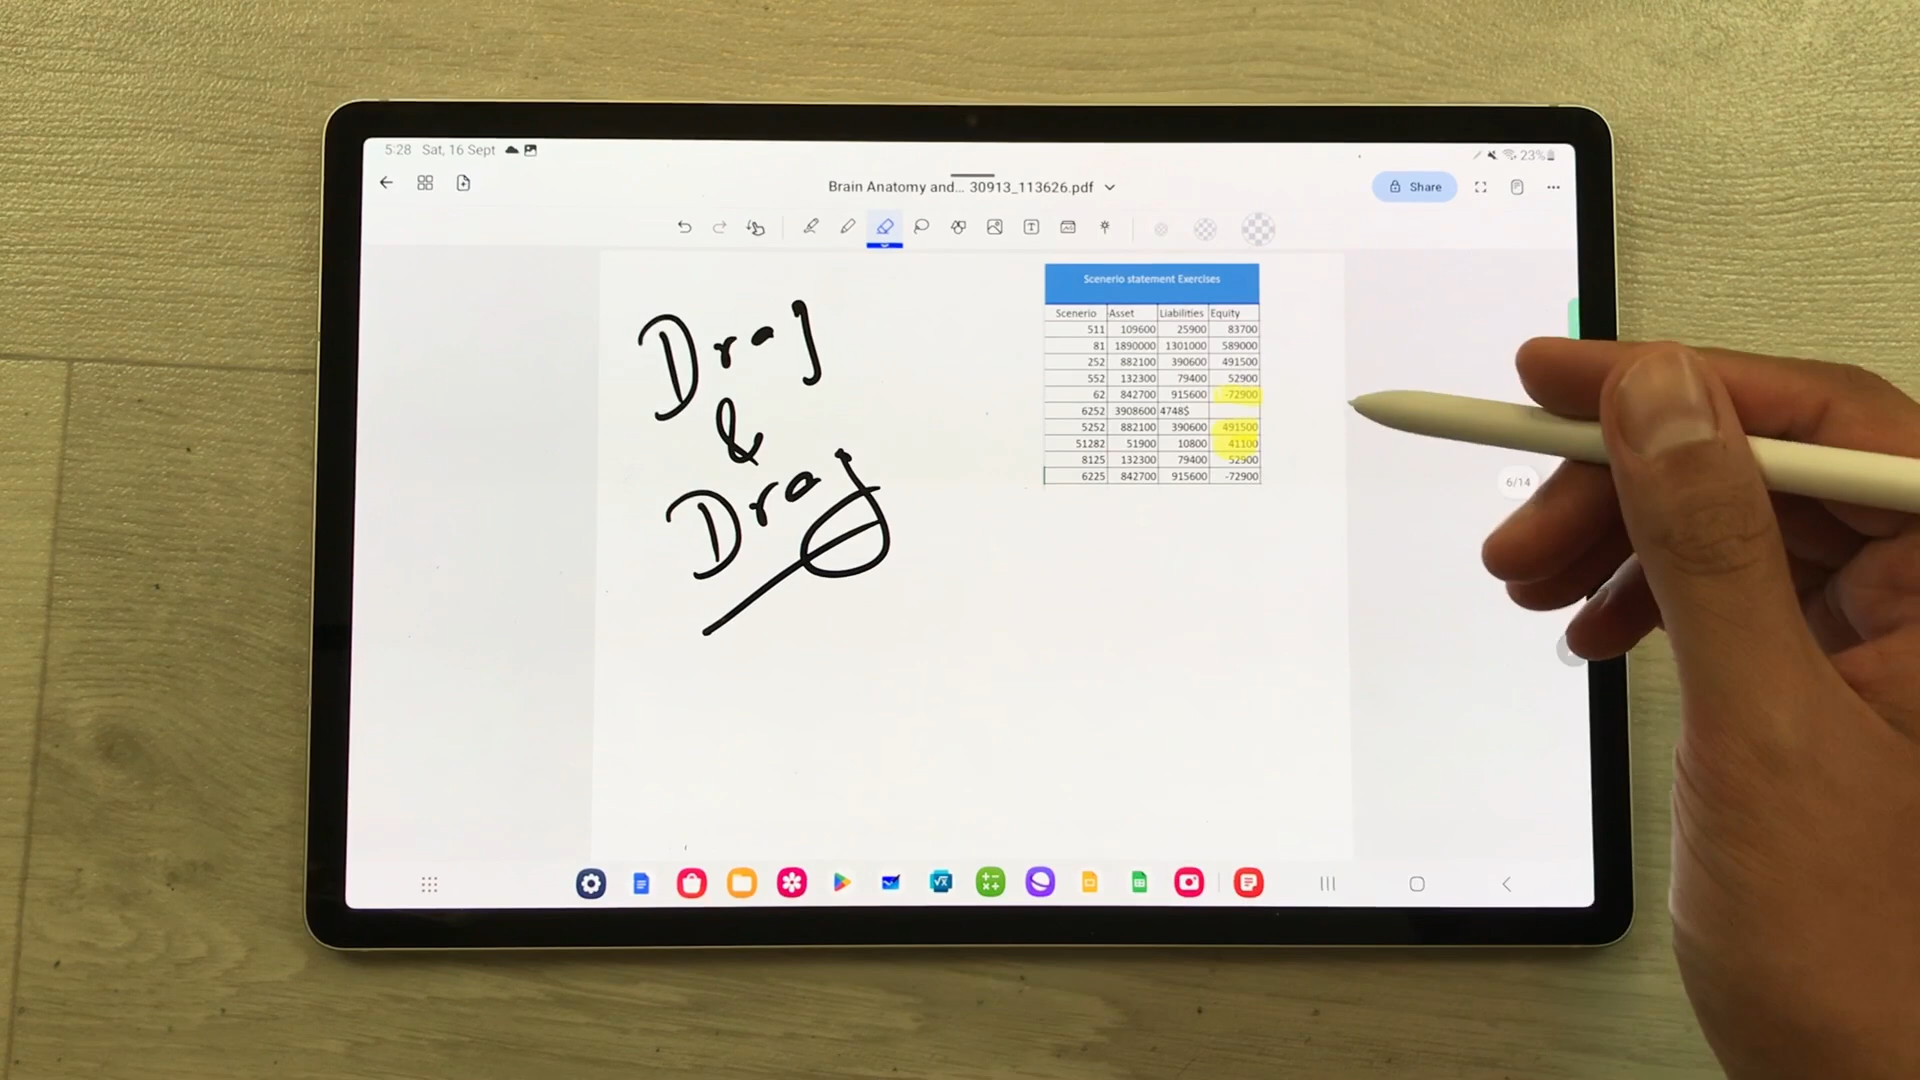 5:28 Sat, 16 Sept 23%
Brain Anatomy and... 30913_113626.pdf
Share
Scenerio statement Exercises
Scenerio Asset Liabilities Equity
511 109600 25900 83700
81 1890000 1301000 589000
252 882100 390600 491500
552 132300 79400 52900
62 842700 915600 -72900
6252 3908600 4748$
5252 882100 390600 491500
51282 51900 10800 41100
8125 132300 79400 52900
6225 842700 915600 -72900
Drag
&
Drag
6/14